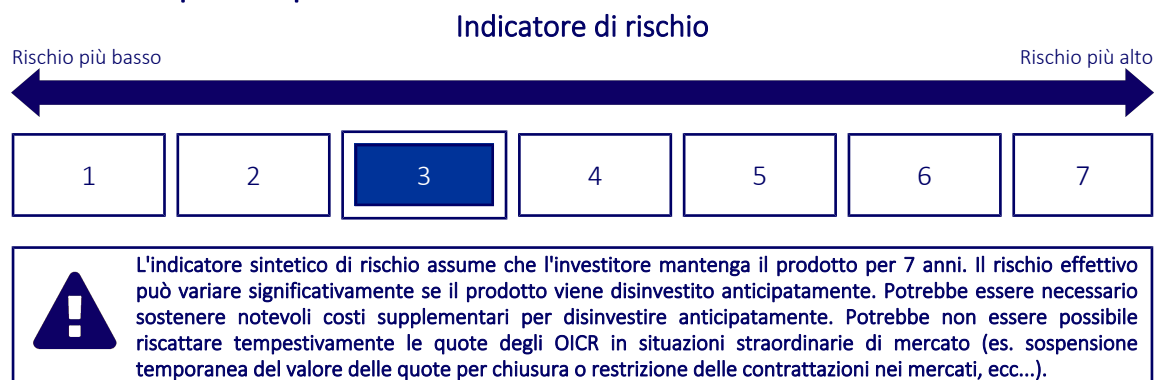 Indicatore di rischio
Rischio più basso
Rischio più alto
1
2
3
4
5
6
7
L'indicatore sintetico di rischio assume che l'investitore mantenga il prodotto per 7 anni. Il rischio effettivo
può variare significativamente se il prodotto viene disinvestito anticipatamente. Potrebbe essere necessario
sostenere notevoli costi supplementari per disinvestire anticipatamente. Potrebbe non essere possibile
riscattare tempestivamente le quote degli OICR in situazioni straordinarie di mercato (es. sospensione
temporanea del valore delle quote per chiusura o restrizione delle contrattazioni nei mercati, ecc...).